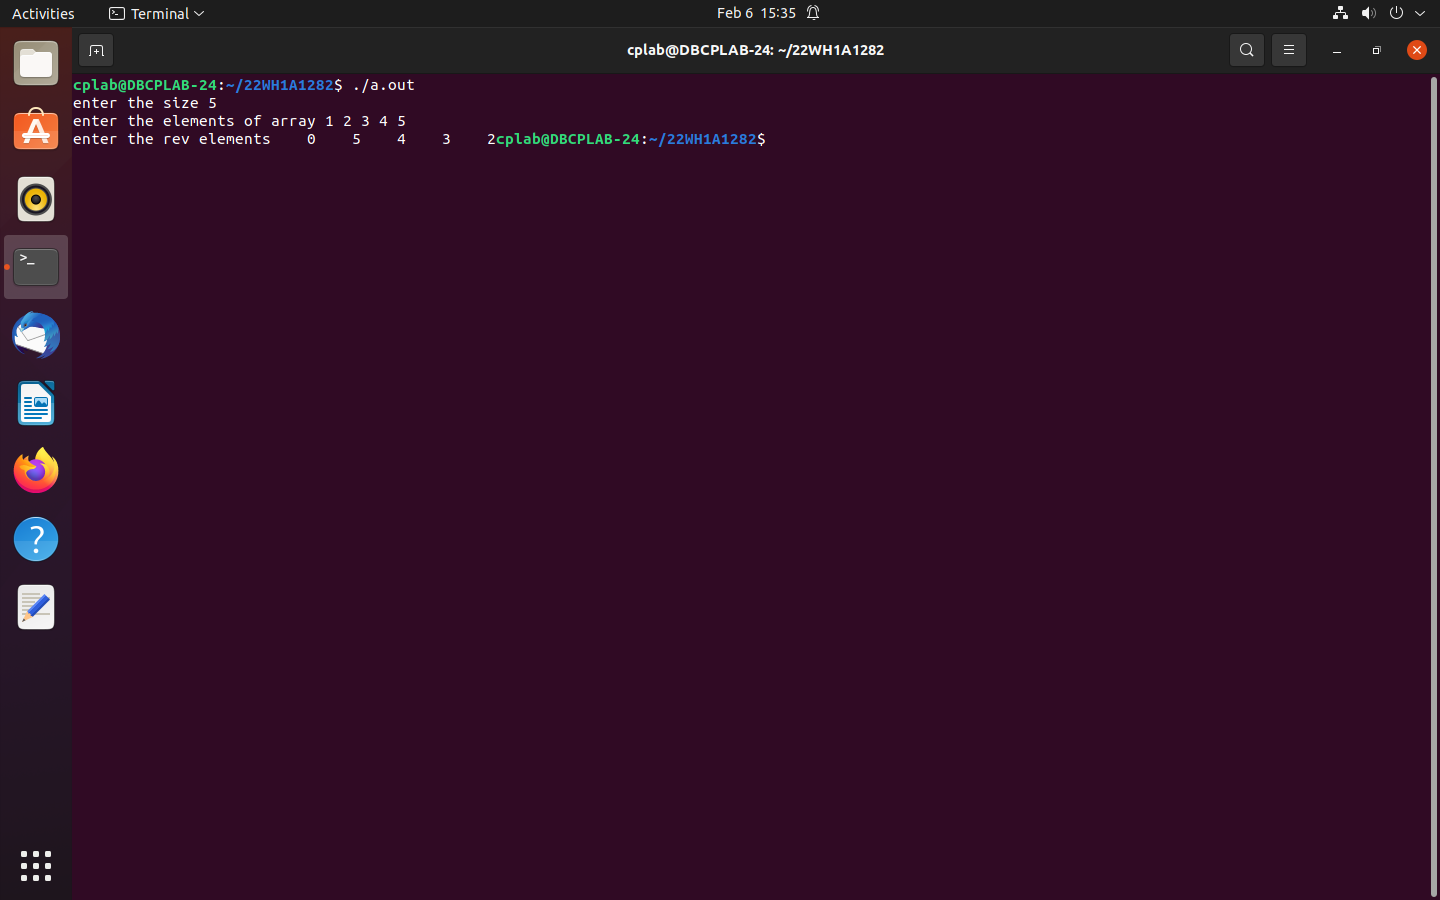 Activities Terminal Feb 6 15:35
cplab@DBCPLAB-24: ~/22WH1A1282
cplab@DBCPLAB-24:~/22WH1A1282$ ./a.out
enter the size 5
enter the elements of array 1 2 3 4 5
enter the rev elements    0    5    4    3    2cplab@DBCPLAB-24:~/22WH1A1282$